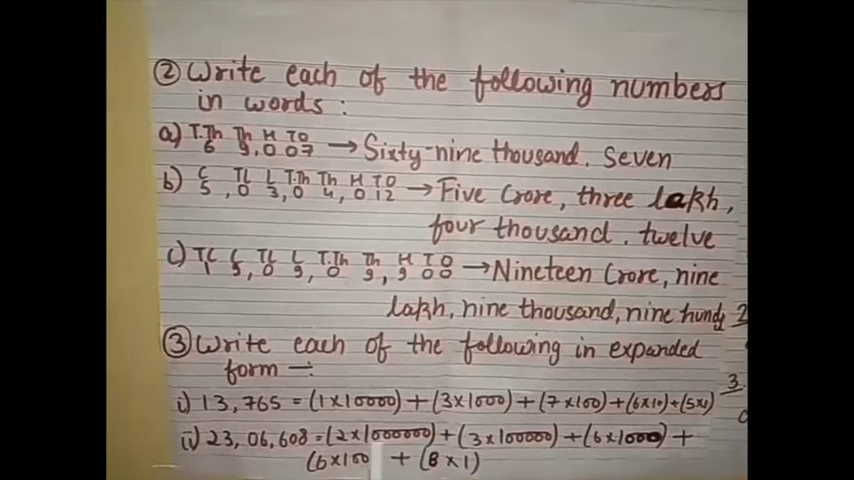 ② Write each of the following numbers
in words :
a) T.Th Th H T O
6 9,0 0 7 → Sixty-nine thousand. Seven
b) C TL L T.Th Th H T O
5 ,0 3,0 4,0 1 2 → Five Crore, three lakh,
four thousand. twelve
c) TC C TL L T.Th Th H T O
1 9,0 9,0 9,9 0 0 → Nineteen Crore, nine
lakh, nine thousand, nine hund
2
③ Write each of the following in expanded
form —:
3
i) 13,765 = (1×10000) + (3×1000) + (7×100) + (6×10) + (5×1)
ii) 23,06,608 = (2×1000000) + (3×100000) + (6×1000) +
(6×100 + (8×1)